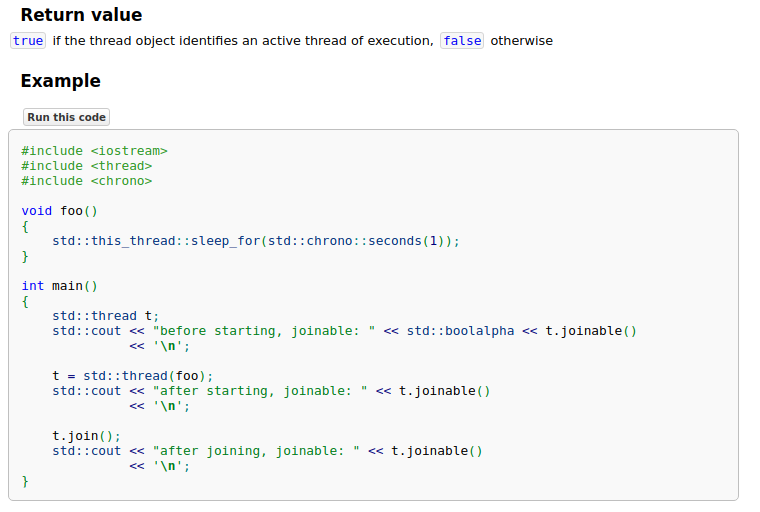 Return value
true if the thread object identifies an active thread of execution, false otherwise
Example
Run this code
#include <iostream>
#include <thread>
#include <chrono>
void foo()
{
    std::this_thread::sleep_for(std::chrono::seconds(1));
}
int main()
{
    std::thread t;
    std::cout << "before starting, joinable: " << std::boolalpha << t.joinable()
              << '\n';
    t = std::thread(foo);
    std::cout << "after starting, joinable: " << t.joinable()
              << '\n';
    t.join();
    std::cout << "after joining, joinable: " << t.joinable()
              << '\n';
}